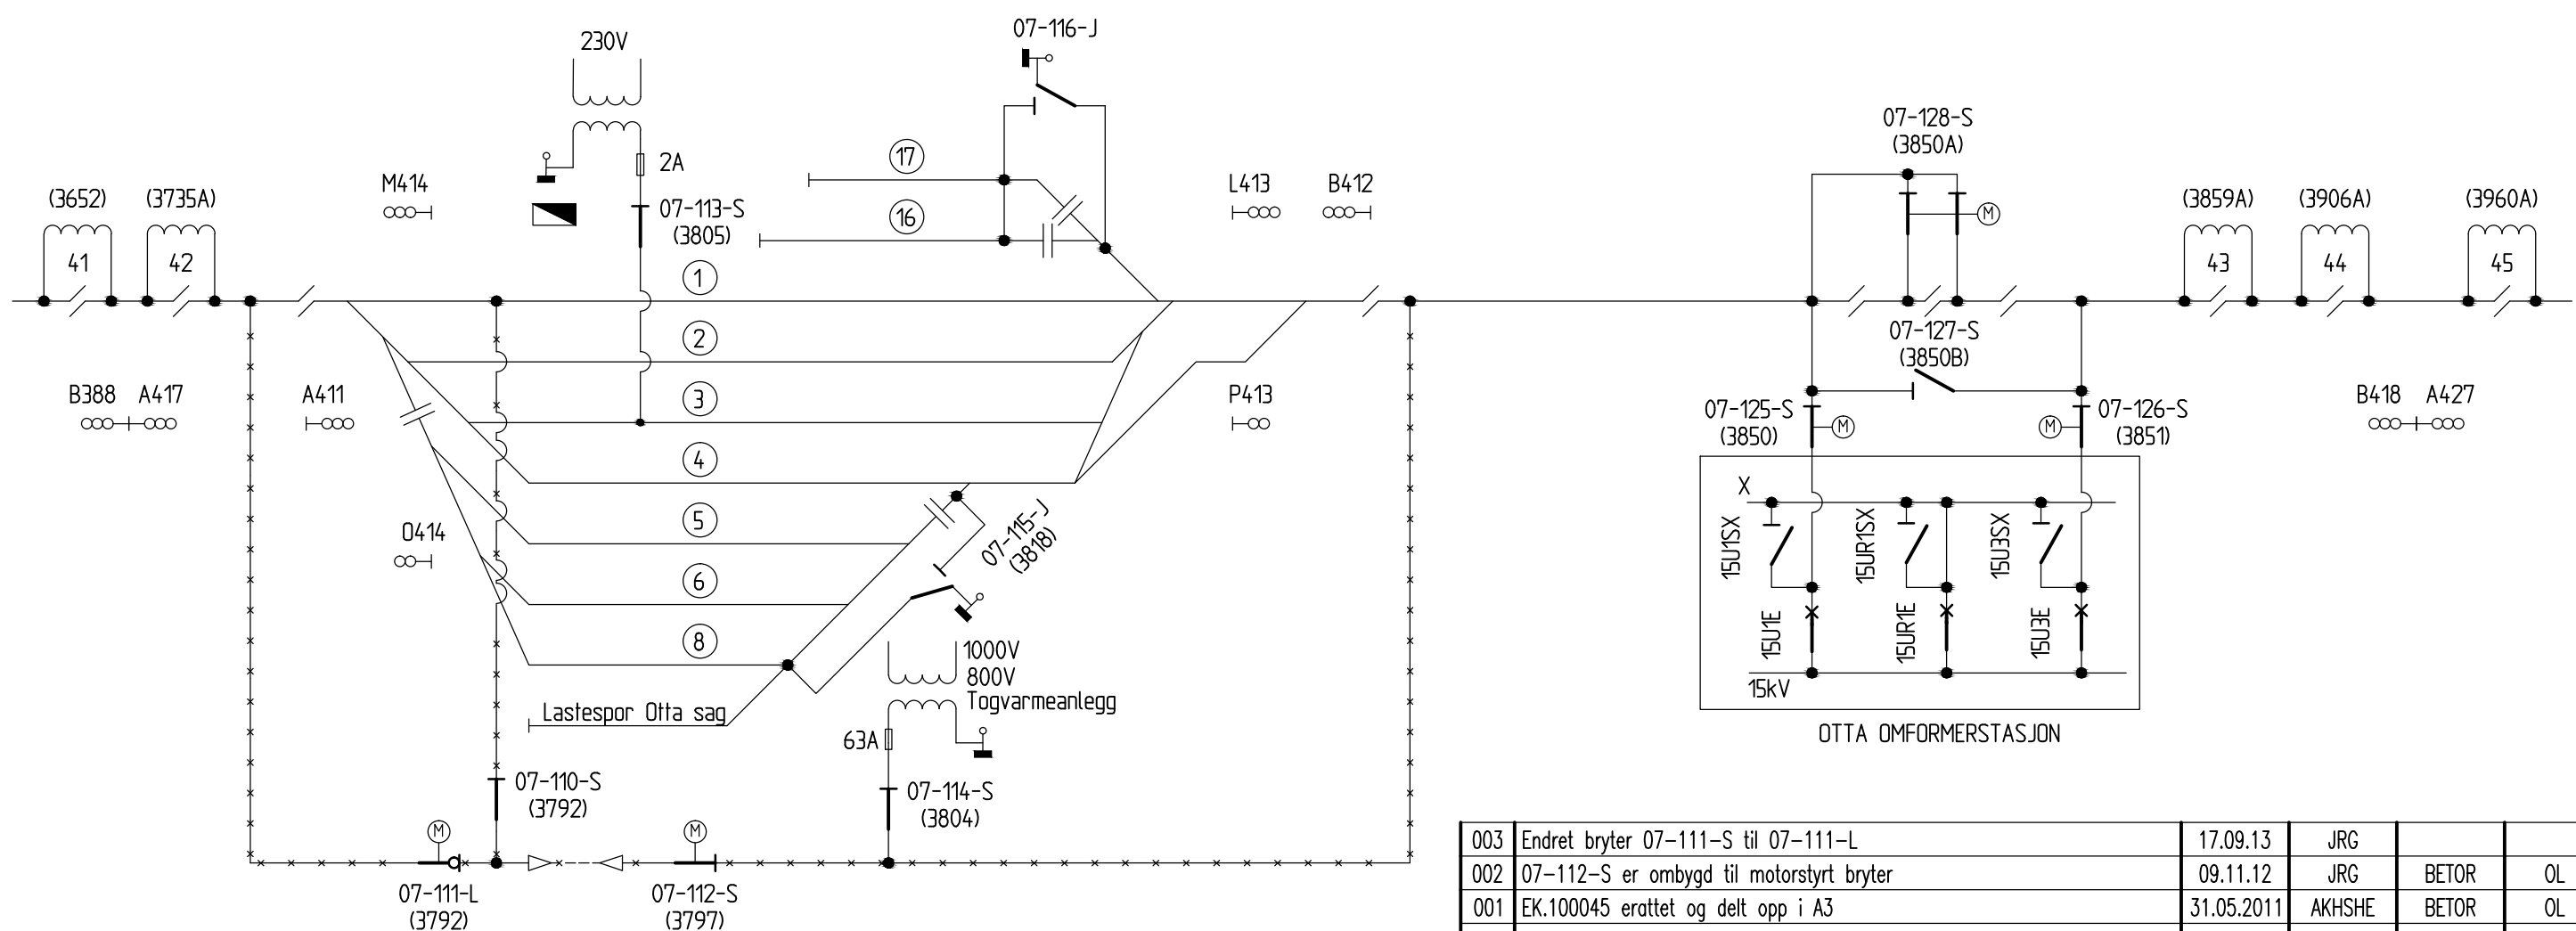 07-116-J
230V
07-128-S
(3850A)
17
2A
M414
L413
B412
(3652)
(3735A)
(3859A)
(3906A)
(3960A)
07-113-S
(3805)
16
M
41
42
1
43
44
45
2
07-127-S
(3850B)
B388
A417
A411
3
P413
07-125-S
(3850)
M
M
07-126-S
(3851)
B418
A427
4
X
5
07-115-J
(3818)
O414
15U1SX
15UR1SX
15U3SX
6
8
15U1E
15UR1E
15U3E
1000V
800V
Togvarmeanlegg
15kV
Lastespor Otta sag
63A
OTTA OMFORMERSTASJON
07-110-S
(3792)
07-114-S
(3804)
M
M
07-111-L
(3792)
07-112-S
(3797)
003 Endret bryter 07-111-S til 07-111-L 17.09.13 JRG
002 07-112-S er ombygd til motorstyrt bryter 09.11.12 JRG BETOR OL
001 EK.100045 erattet og delt opp i A3 31.05.2011 AKHSHE BETOR OL